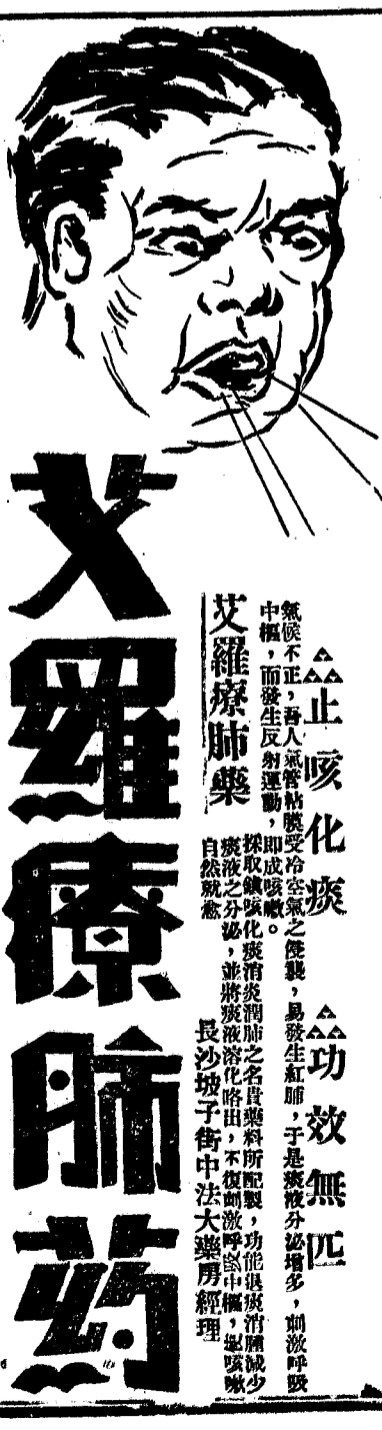 止咳化痰
功效無匹
氣候不正，吾人氣管粘膜受冷空氣之侵襲，易發生紅腫，于是痰液分泌增多，刺激呼吸
中樞，而發生反射運動，即成咳嗽。
艾羅療肺藥
採取鎮咳化痰消炎潤肺之名貴藥料所配製，功能退炎消腫減少
痰液之分泌，並將痰液溶化咯出，不復刺激呼吸中樞，是咳嗽
自然就愈
長沙坡子街中法大藥房經理
艾羅療肺药